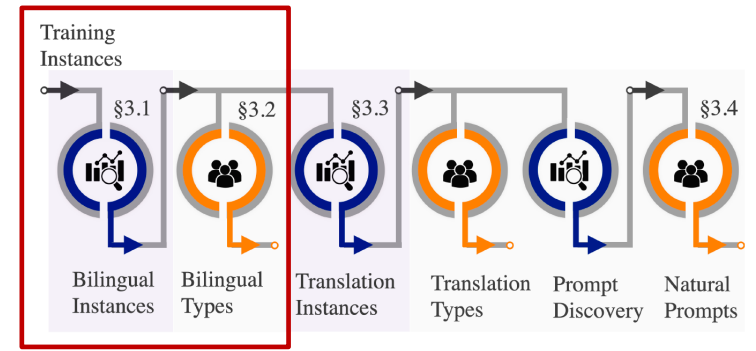 Training
Instances
§3.1
§3.2
§3.3
§3.4
Bilingual
Instances
Bilingual
Types
Translation
Instances
Translation
Types
Prompt
Discovery
Natural
Prompts